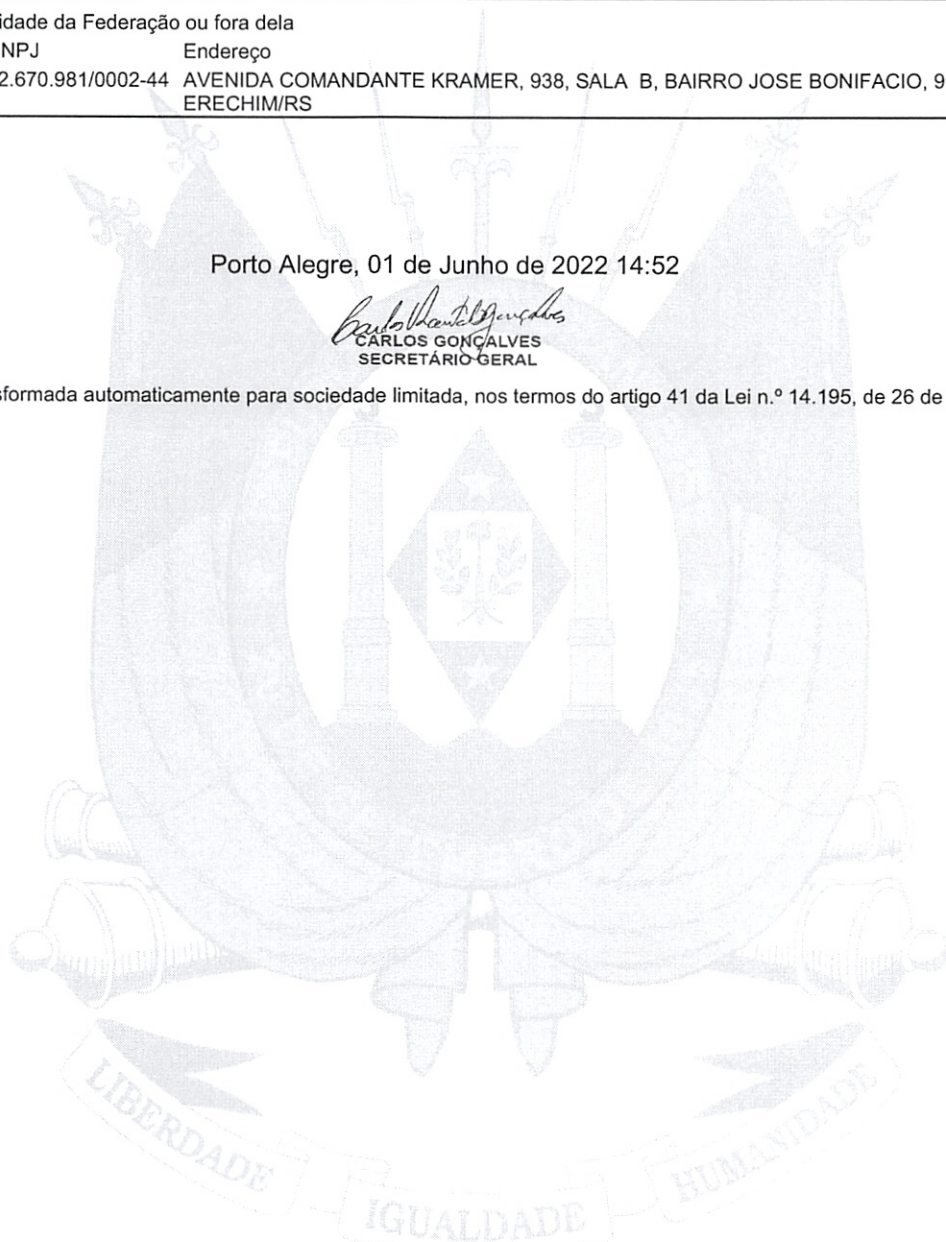 idade da Federação ou fora dela
NPJ Endereço
2.670.981/0002-44 AVENIDA COMANDANTE KRAMER, 938, SALA B, BAIRRO JOSE BONIFACIO, 9
ERECHIM/RS
Porto Alegre, 01 de Junho de 2022 14:52
CARLOS GONÇALVES
SECRETÁRIO GERAL
sformada automaticamente para sociedade limitada, nos termos do artigo 41 da Lei n.º 14.195, de 26 de
LIBERDADE
IGUALDADE
HUMANIDADE